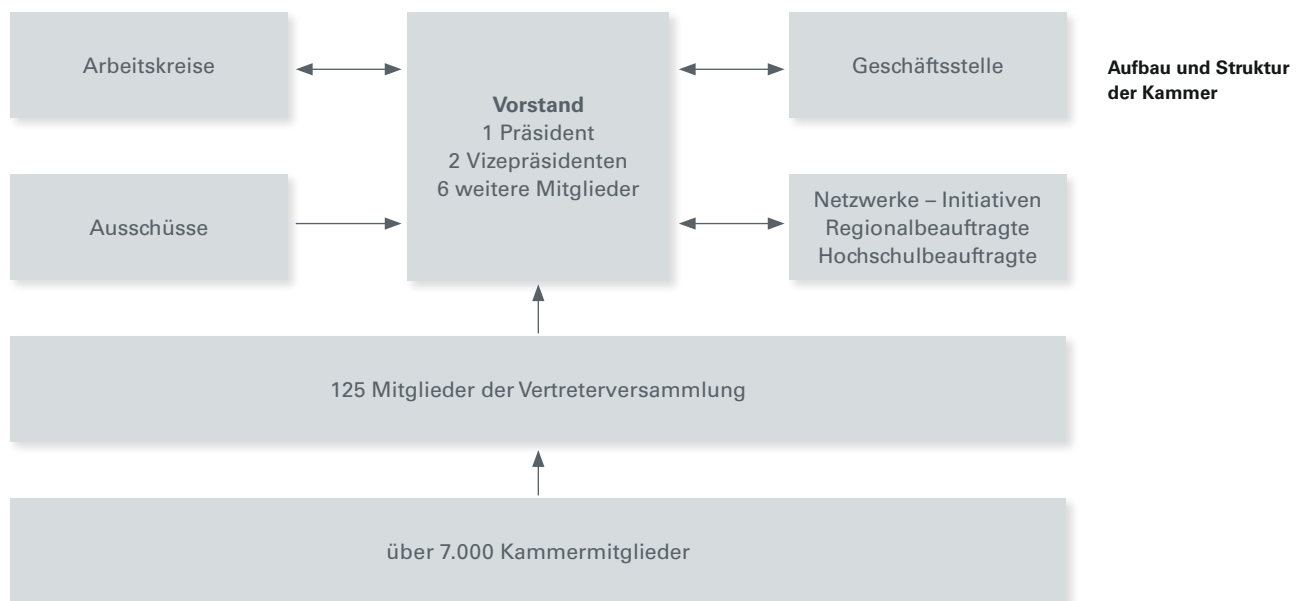 Arbeitskreise
Vorstand
1 Präsident
2 Vizepräsidenten
6 weitere Mitglieder
Geschäftsstelle
Aufbau und Struktur
der Kammer
Ausschüsse
Netzwerke – Initiativen
Regionalbeauftragte
Hochschulbeauftragte
125 Mitglieder der Vertreterversammlung
über 7.000 Kammermitglieder